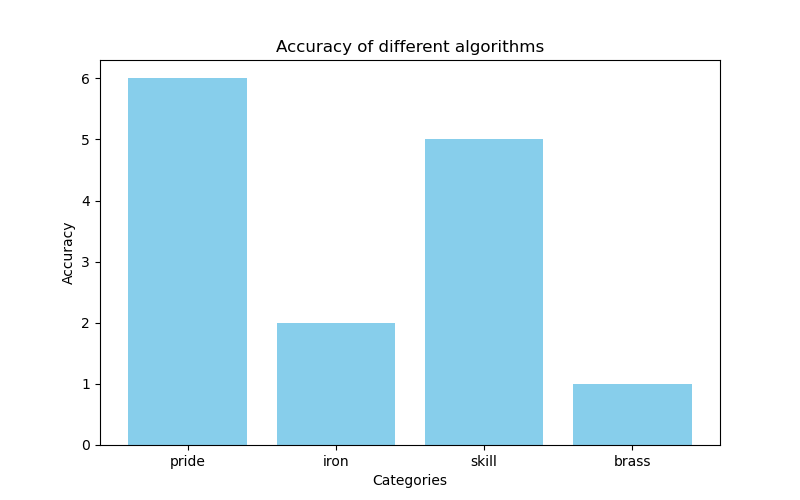 Accuracy of different algorithms
Accuracy
6
5
4
3
2
1
0
pride iron skill brass
Categories